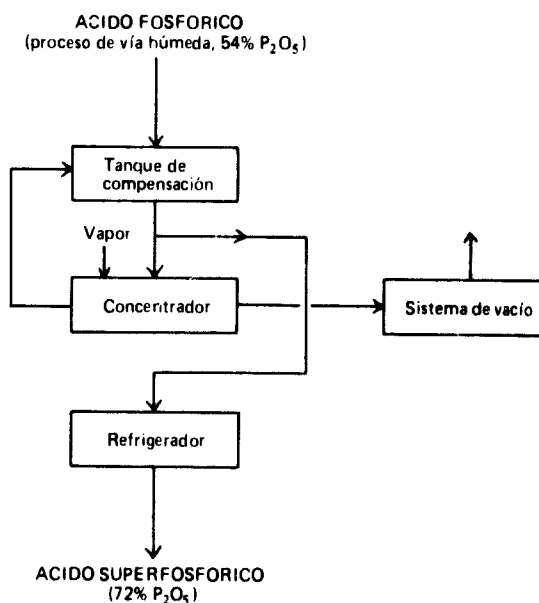 ACIDO FOSFORICO
(proceso de vía húmeda, 54% P₂O₅)
Tanque de
compensación
Vapor
Concentrador
Sistema de vacío
Refrigerador
ACIDO SUPERFOSFORICO
(72% P₂O₅)